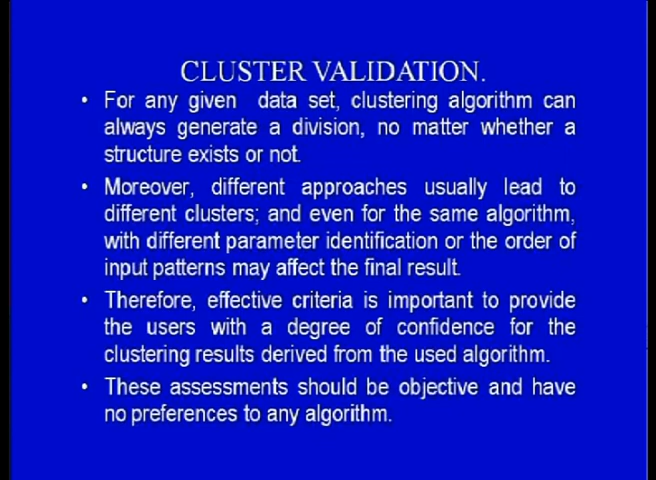 CLUSTER VALIDATION.
• For any given data set, clustering algorithm can
always generate a division, no matter whether a
structure exists or not.
• Moreover, different approaches usually lead to
different clusters; and even for the same algorithm,
with different parameter identification or the order of
input patterns may affect the final result.
• Therefore, effective criteria is important to provide
the users with a degree of confidence for the
clustering results derived from the used algorithm.
• These assessments should be objective and have
no preferences to any algorithm.